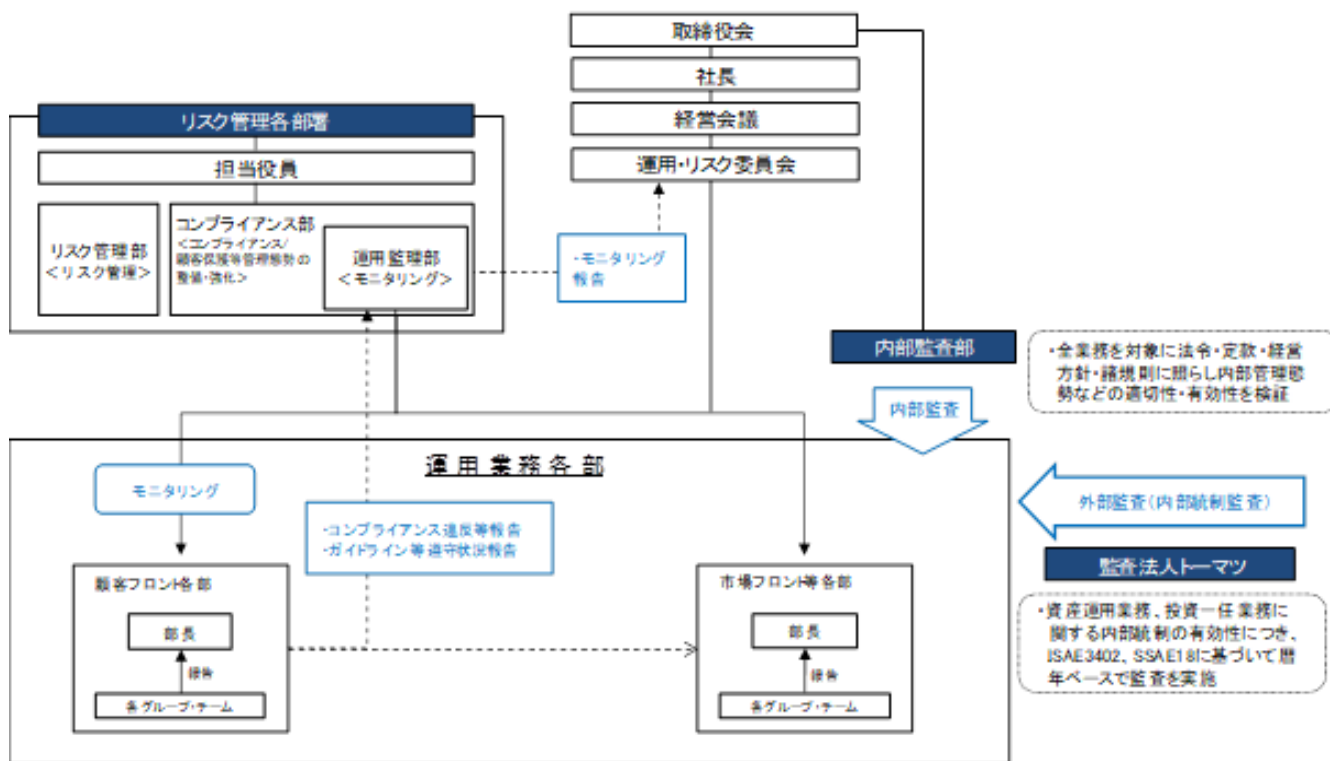 取締役会
社長
経営会議
運用・リスク委員会
リスク管理各部署
担当役員
リスク管理部
<リスク管理>
コンプライアンス部
<コンプライアンス/
顧客保護等管理態勢の
整備・強化>
運用監理部
<モニタリング>
・モニタリング
報告
内部監査部
・全業務を対象に法令・定款・経営
方針・諸規則に照らし内部管理態
勢などの適切性・有効性を検証
内部監査
運用業務各部
モニタリング
・コンプライアンス違反等報告
・ガイドライン等遵守状況報告
外部監査(内部統制監査)
監査法人トーマツ
・資産運用業務、投資一任業務に
関する内部統制の有効性につき、
ISAE3402、SSAE18に基づいて暦
年ベースで監査を実施
顧客フロント各部
部長
報告
各グループ・チーム
市場フロント等各部
部長
報告
各グループ・チーム